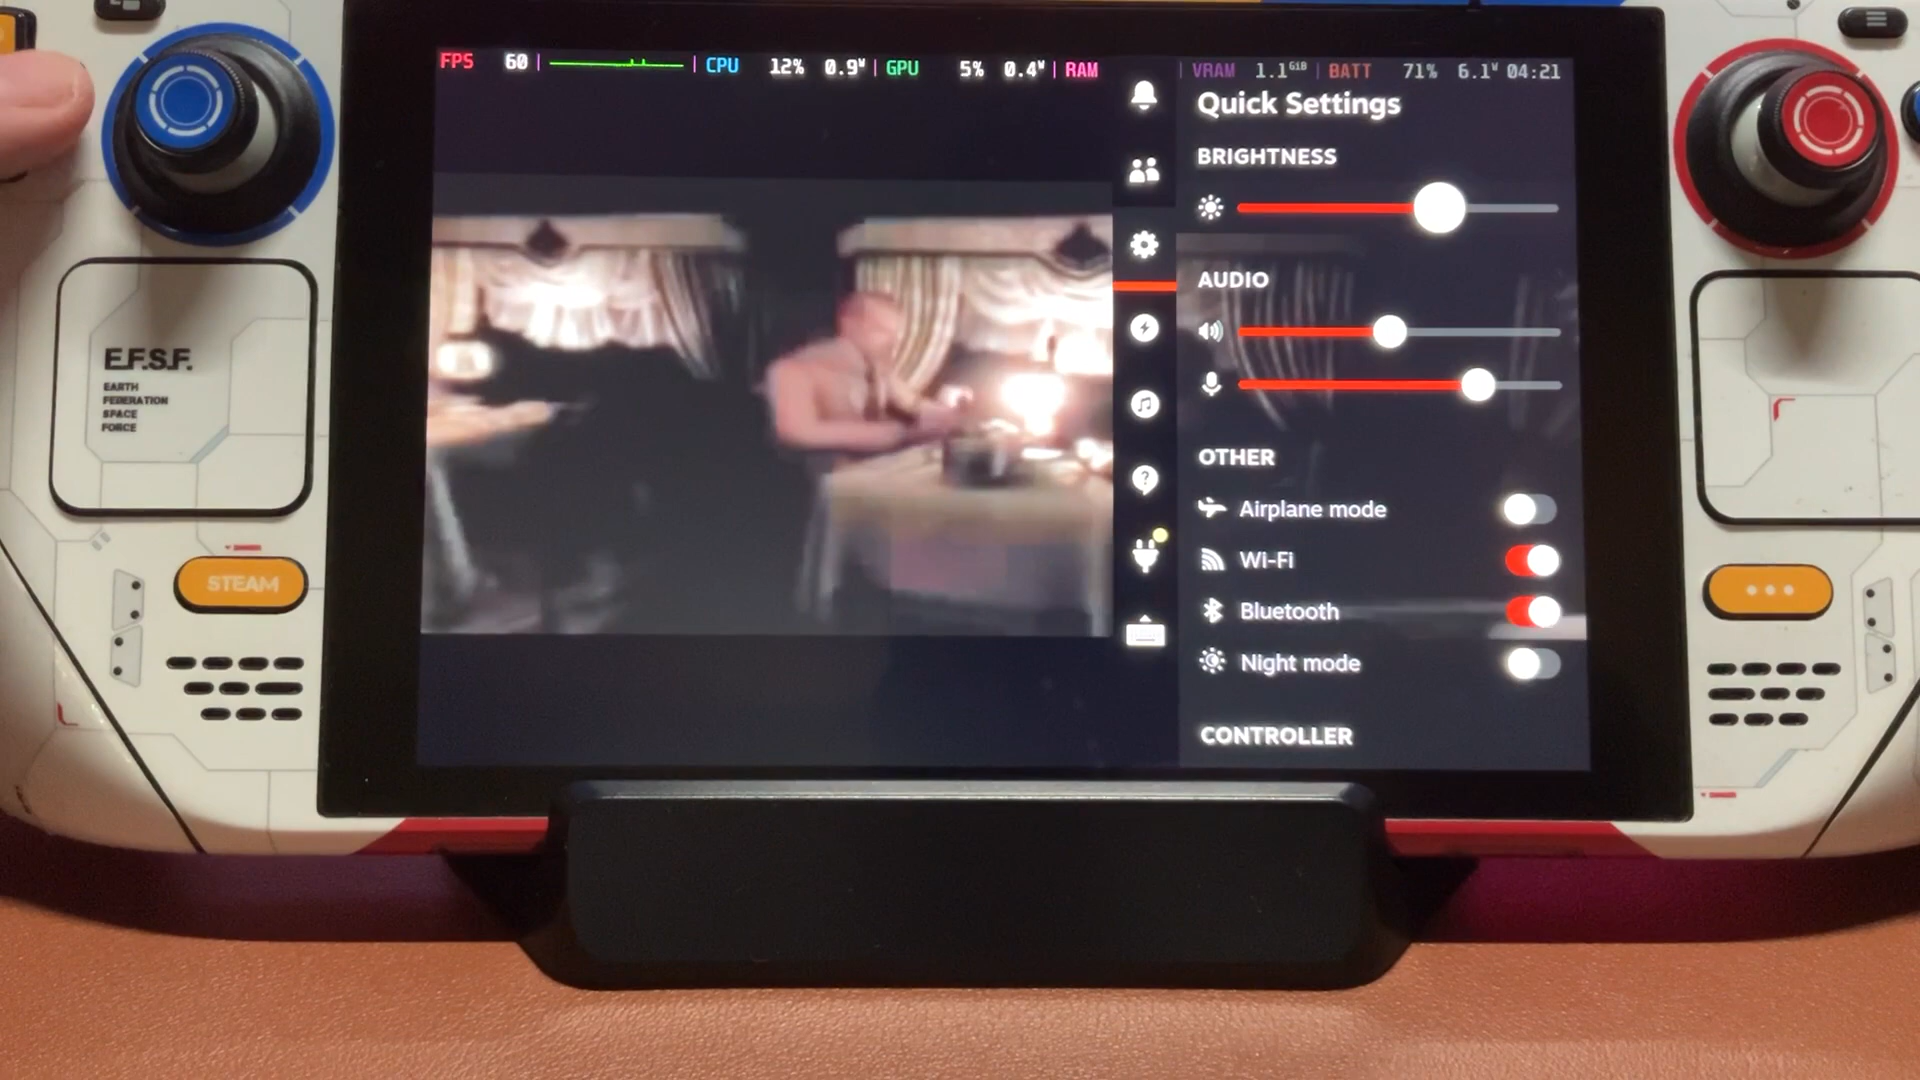 FPS 60 | CPU 12% 0.9W | GPU 5% 0.4W | RAM | VRAM 1.1GiB | BATT 71% 6.1W 04:21
Quick Settings
BRIGHTNESS
AUDIO
OTHER
Airplane mode
Wi-Fi
Bluetooth
Night mode
CONTROLLER
E.F.S.F.
EARTH
FEDERATION
SPACE
FORCE
STEAM